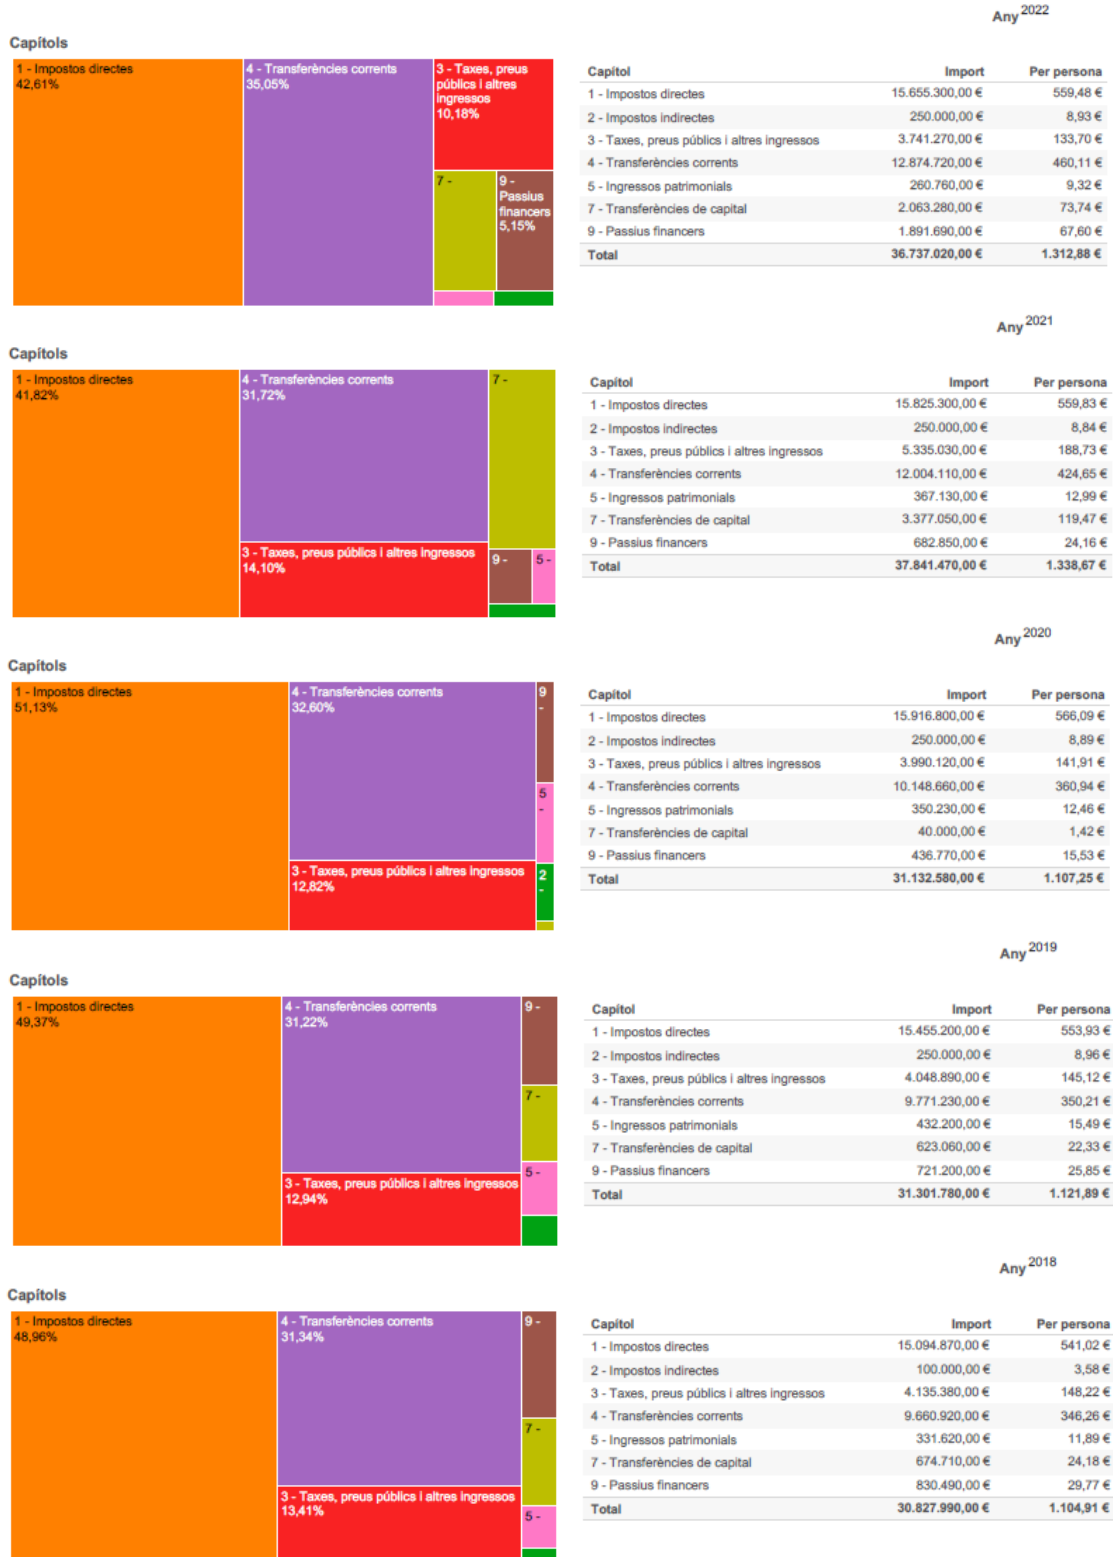 Any 2022
Capítols
1 - Impostos directes
42,61%
4 - Transferències corrents
35,05%
3 - Taxes, preus
públics i altres
ingressos
10,18%
7 -
9 -
Passius
financers
5,15%
Capítol Import Per persona
1 - Impostos directes 15.655.300,00 € 559,48 €
2 - Impostos indirectes 250.000,00 € 8,93 €
3 - Taxes, preus públics i altres ingressos 3.741.270,00 € 133,70 €
4 - Transferències corrents 12.874.720,00 € 460,11 €
5 - Ingressos patrimonials 260.760,00 € 9,32 €
7 - Transferències de capital 2.063.280,00 € 73,74 €
9 - Passius financers 1.891.690,00 € 67,60 €
Total 36.737.020,00 € 1.312,88 €
Any 2021
Capítols
1 - Impostos directes
41,82%
4 - Transferències corrents
31,72%
7 -
3 - Taxes, preus públics i altres ingressos
14,10%
9 -
5 -
Capítol Import Per persona
1 - Impostos directes 15.825.300,00 € 559,83 €
2 - Impostos indirectes 250.000,00 € 8,84 €
3 - Taxes, preus públics i altres ingressos 5.335.030,00 € 188,73 €
4 - Transferències corrents 12.004.110,00 € 424,65 €
5 - Ingressos patrimonials 367.130,00 € 12,99 €
7 - Transferències de capital 3.377.050,00 € 119,47 €
9 - Passius financers 682.850,00 € 24,16 €
Total 37.841.470,00 € 1.338,67 €
Any 2020
Capítols
1 - Impostos directes
51,13%
4 - Transferències corrents
32,60%
9
-
5
-
3 - Taxes, preus públics i altres ingressos
12,82%
2
-
Capítol Import Per persona
1 - Impostos directes 15.916.800,00 € 566,09 €
2 - Impostos indirectes 250.000,00 € 8,89 €
3 - Taxes, preus públics i altres ingressos 3.990.120,00 € 141,91 €
4 - Transferències corrents 10.148.660,00 € 360,94 €
5 - Ingressos patrimonials 350.230,00 € 12,46 €
7 - Transferències de capital 40.000,00 € 1,42 €
9 - Passius financers 436.770,00 € 15,53 €
Total 31.132.580,00 € 1.107,25 €
Any 2019
Capítols
1 - Impostos directes
49,37%
4 - Transferències corrents
31,22%
9 -
7 -
5 -
3 - Taxes, preus públics i altres ingressos
12,94%
Capítol Import Per persona
1 - Impostos directes 15.455.200,00 € 553,93 €
2 - Impostos indirectes 250.000,00 € 8,96 €
3 - Taxes, preus públics i altres ingressos 4.048.890,00 € 145,12 €
4 - Transferències corrents 9.771.230,00 € 350,21 €
5 - Ingressos patrimonials 432.200,00 € 15,49 €
7 - Transferències de capital 623.060,00 € 22,33 €
9 - Passius financers 721.200,00 € 25,85 €
Total 31.301.780,00 € 1.121,89 €
Any 2018
Capítols
1 - Impostos directes
48,96%
4 - Transferències corrents
31,34%
9 -
7 -
3 - Taxes, preus públics i altres ingressos
13,41%
5 -
Capítol Import Per persona
1 - Impostos directes 15.094.870,00 € 541,02 €
2 - Impostos indirectes 100.000,00 € 3,58 €
3 - Taxes, preus públics i altres ingressos 4.135.380,00 € 148,22 €
4 - Transferències corrents 9.660.920,00 € 346,26 €
5 - Ingressos patrimonials 331.620,00 € 11,89 €
7 - Transferències de capital 674.710,00 € 24,18 €
9 - Passius financers 830.490,00 € 29,77 €
Total 30.827.990,00 € 1.104,91 €